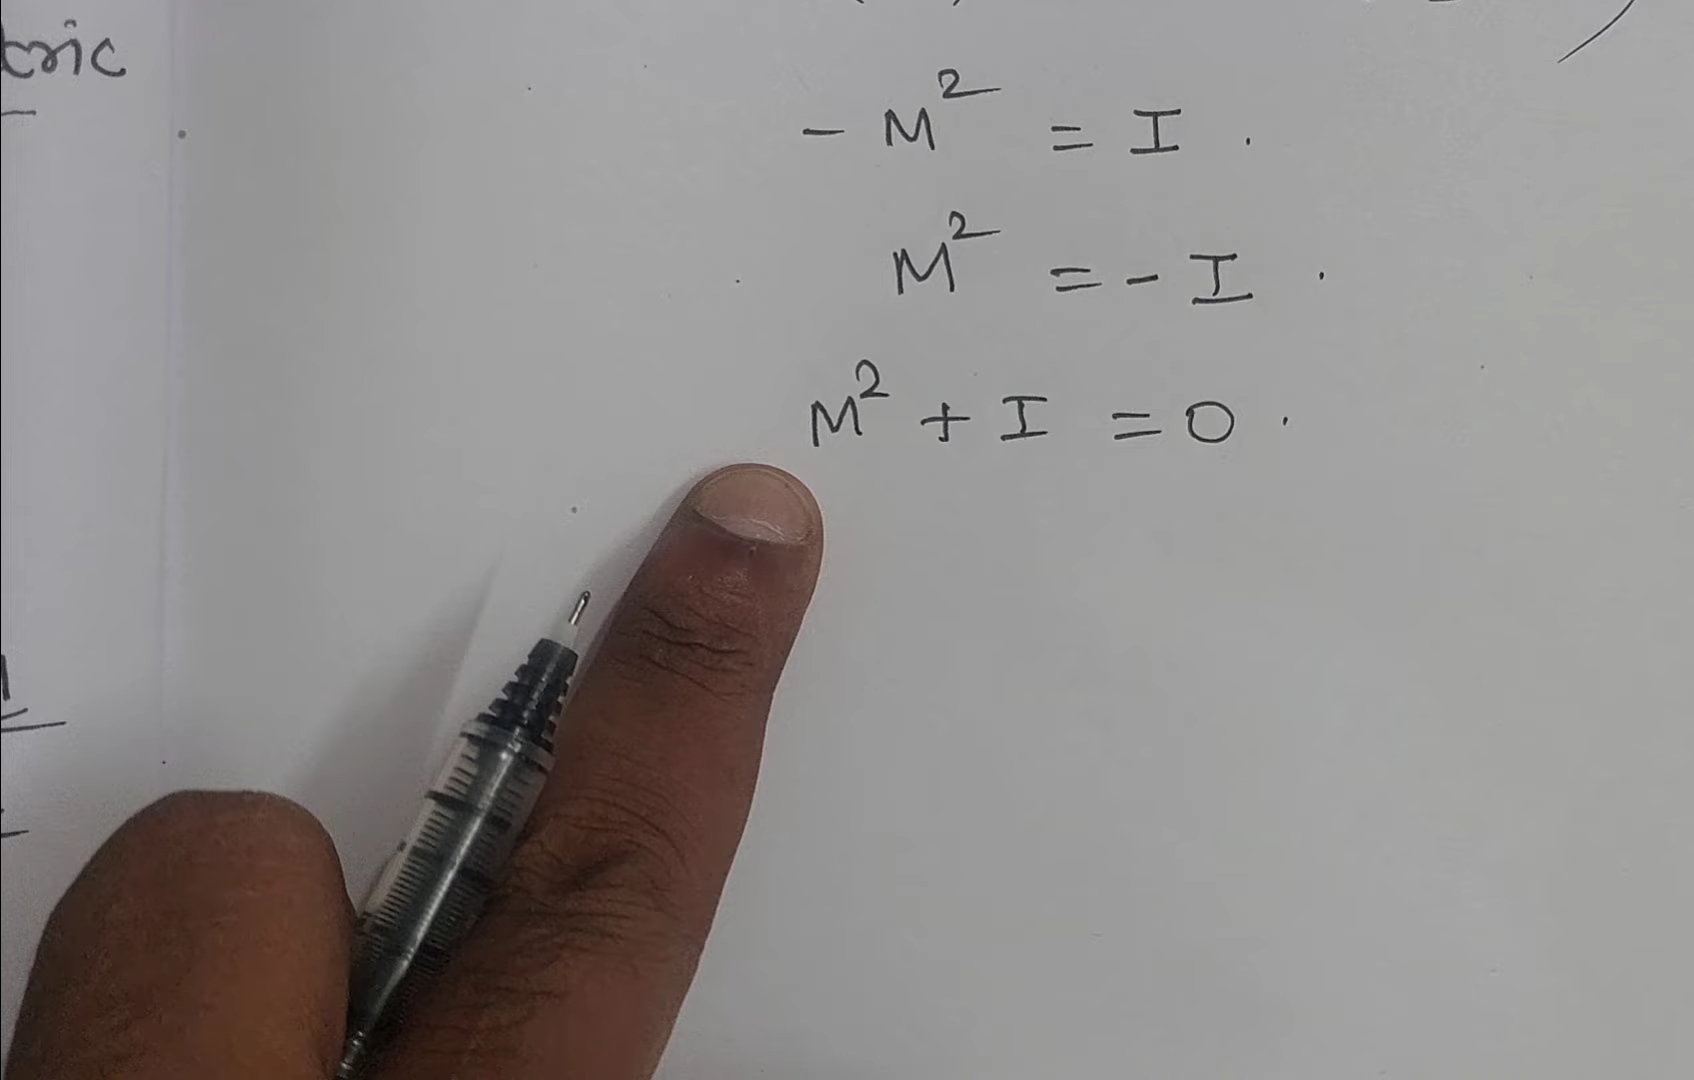 tric
- M² = I .
M² = - I .
M² + I = 0 .